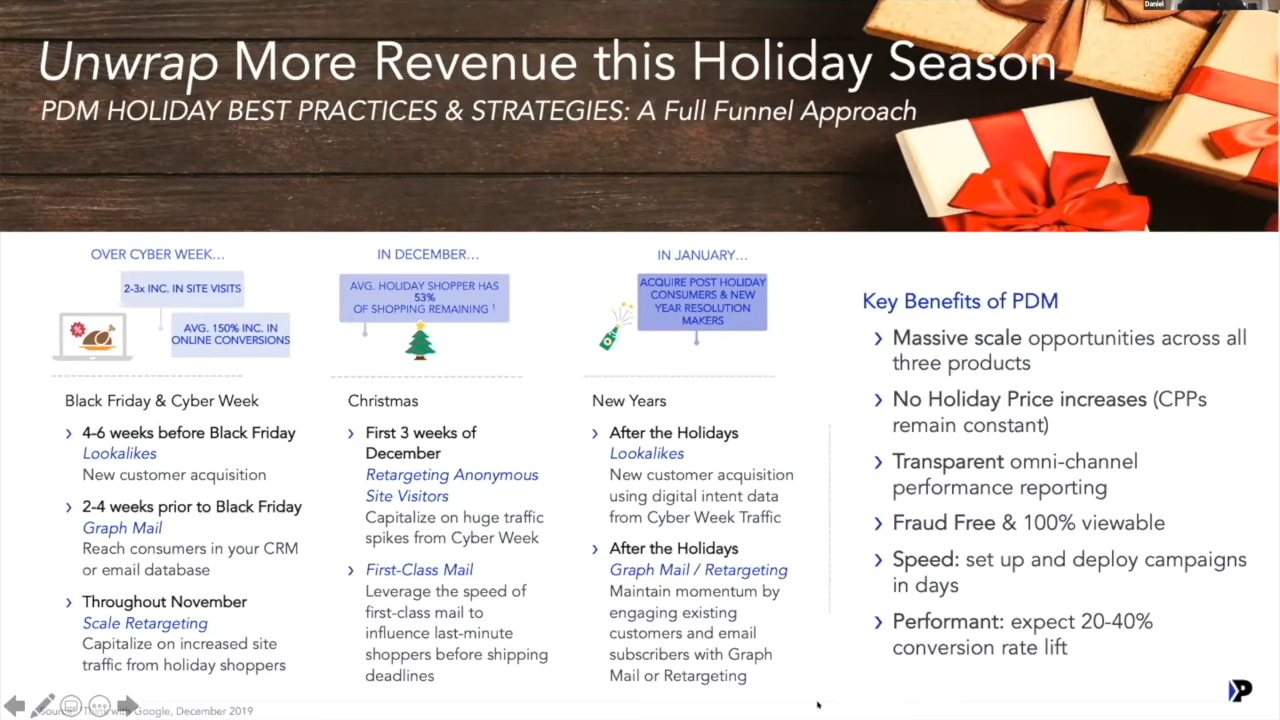 Daniel
Unwrap More Revenue this Holiday Season
PDM HOLIDAY BEST PRACTICES & STRATEGIES: A Full Funnel Approach
OVER CYBER WEEK...
2-3x INC. IN SITE VISITS
AVG. 150% INC. IN
ONLINE CONVERSIONS
Black Friday & Cyber Week
4-6 weeks before Black Friday
Lookalikes
New customer acquisition
2-4 weeks prior to Black Friday
Graph Mail
Reach consumers in your CRM
or email database
Throughout November
Scale Retargeting
Capitalize on increased site
traffic from holiday shoppers
IN DECEMBER...
AVG. HOLIDAY SHOPPER HAS
53%
OF SHOPPING REMAINING 1
Christmas
First 3 weeks of
December
Retargeting Anonymous
Site Visitors
Capitalize on huge traffic
spikes from Cyber Week
First-Class Mail
Leverage the speed of
first-class mail to
influence last-minute
shoppers before shipping
deadlines
IN JANUARY...
ACQUIRE POST HOLIDAY
CONSUMERS & NEW
YEAR RESOLUTION
MAKERS
New Years
After the Holidays
Lookalikes
New customer acquisition
using digital intent data
from Cyber Week Traffic
After the Holidays
Graph Mail / Retargeting
Maintain momentum by
engaging existing
customers and email
subscribers with Graph
Mail or Retargeting
Key Benefits of PDM
Massive scale opportunities across all
three products
No Holiday Price increases (CPPs
remain constant)
Transparent omni-channel
performance reporting
Fraud Free & 100% viewable
Speed: set up and deploy campaigns
in days
Performant: expect 20-40%
conversion rate lift
Think with Google, December 2019